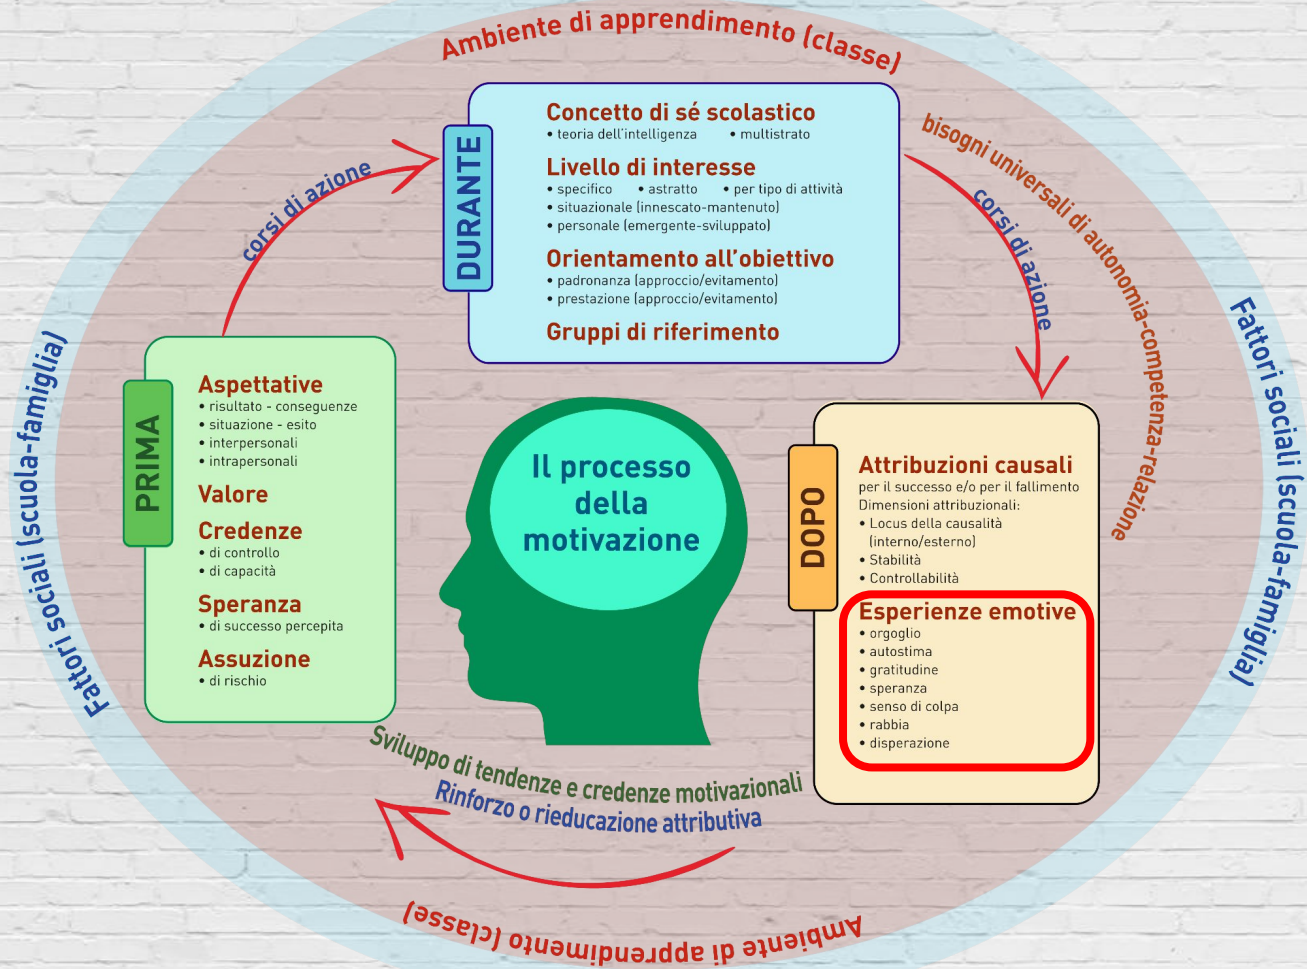 Ambiente di apprendimento (classe)
Fattori sociali (scuola-famiglia)
PRIMA
Aspettative
• risultato - conseguenze
• situazione - esito
• interpersonali
• intrapersonali
Valore
Credenze
• di controllo
• di capacità
Speranza
• di successo percepita
Assuzione
• di rischio
corsi di azione
DURANTE
Concetto di sé scolastico
• teoria dell'intelligenza • multistrato
Livello di interesse
• specifico • astratto • per tipo di attività
• situazionale (innescato-mantenuto)
• personale (emergente-sviluppato)
Orientamento all'obiettivo
• padronanza (approccio/evitamento)
• prestazione (approccio/evitamento)
Gruppi di riferimento
corsi di azione
bisogni universali di autonomia-competenza-relazione
Fattori sociali (scuola-famiglia)
Il processo
della
motivazione
DOPO
Attribuzioni causali
per il successo e/o per il fallimento
Dimensioni attribuzionali:
• Locus della causalità
(interno/esterno)
• Stabilità
• Controllabilità
Esperienze emotive
• orgoglio
• autostima
• gratitudine
• speranza
• senso di colpa
• rabbia
• disperazione
Sviluppo di tendenze e credenze motivazionali
Rinforzo o rieducazione attributiva
Ambiente di apprendimento (classe)